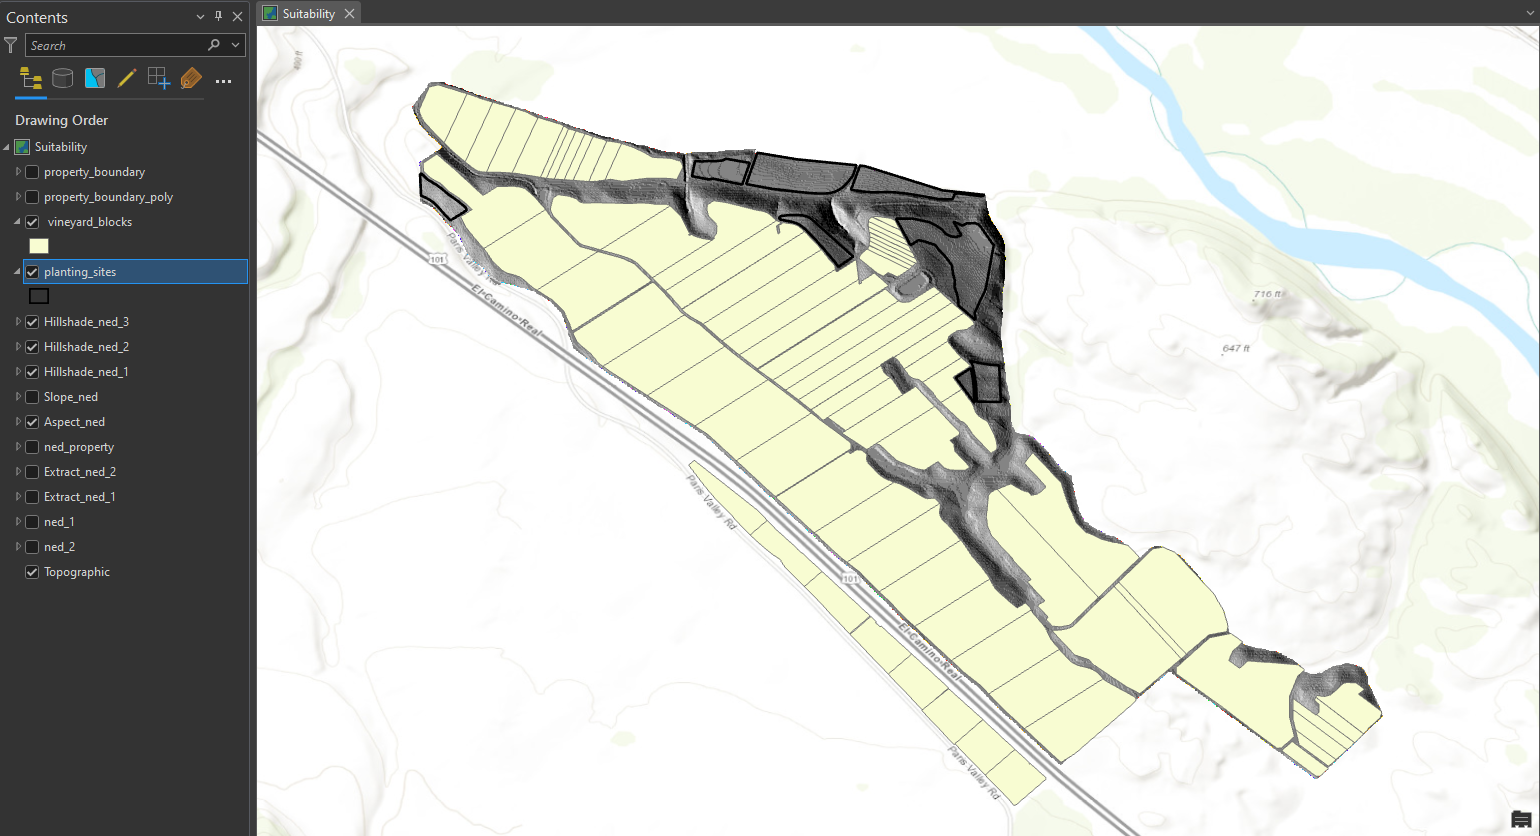 Contents
Search
Drawing Order
Suitability
property_boundary
property_boundary_poly
vineyard_blocks
planting_sites
Hillshade_ned_3
Hillshade_ned_2
Hillshade_ned_1
Slope_ned
Aspect_ned
ned_property
Extract_ned_2
Extract_ned_1
ned_1
ned_2
Topographic
Suitability
Paris Valley
101
El Camino Real
716 ft
647 ft
Paris Valley Rd
101
El Camino Real
Paris Valley Rd